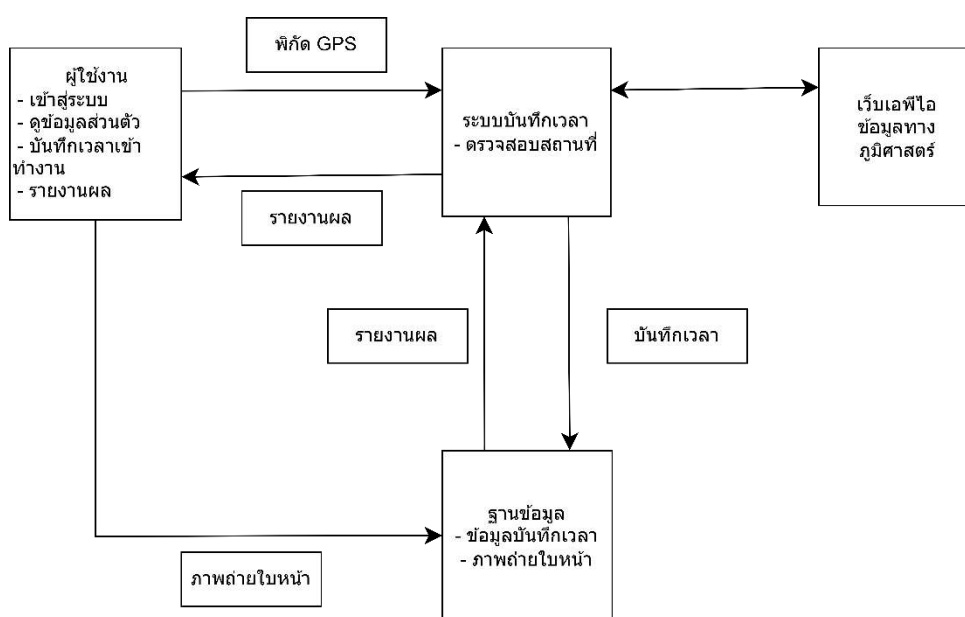 พิกัด GPS
ผู้ใช้งาน
- เข้าสู่ระบบ
- ดูข้อมูลส่วนตัว
- บันทึกเวลาเข้า
ทำงาน
- รายงานผล
ระบบบันทึกเวลา
- ตรวจสอบสถานที่
เว็บเอพีไอ
ข้อมูลทาง
ภูมิศาสตร์
รายงานผล
รายงานผล
บันทึกเวลา
ฐานข้อมูล
- ข้อมูลบันทึกเวลา
- ภาพถ่ายใบหน้า
ภาพถ่ายใบหน้า